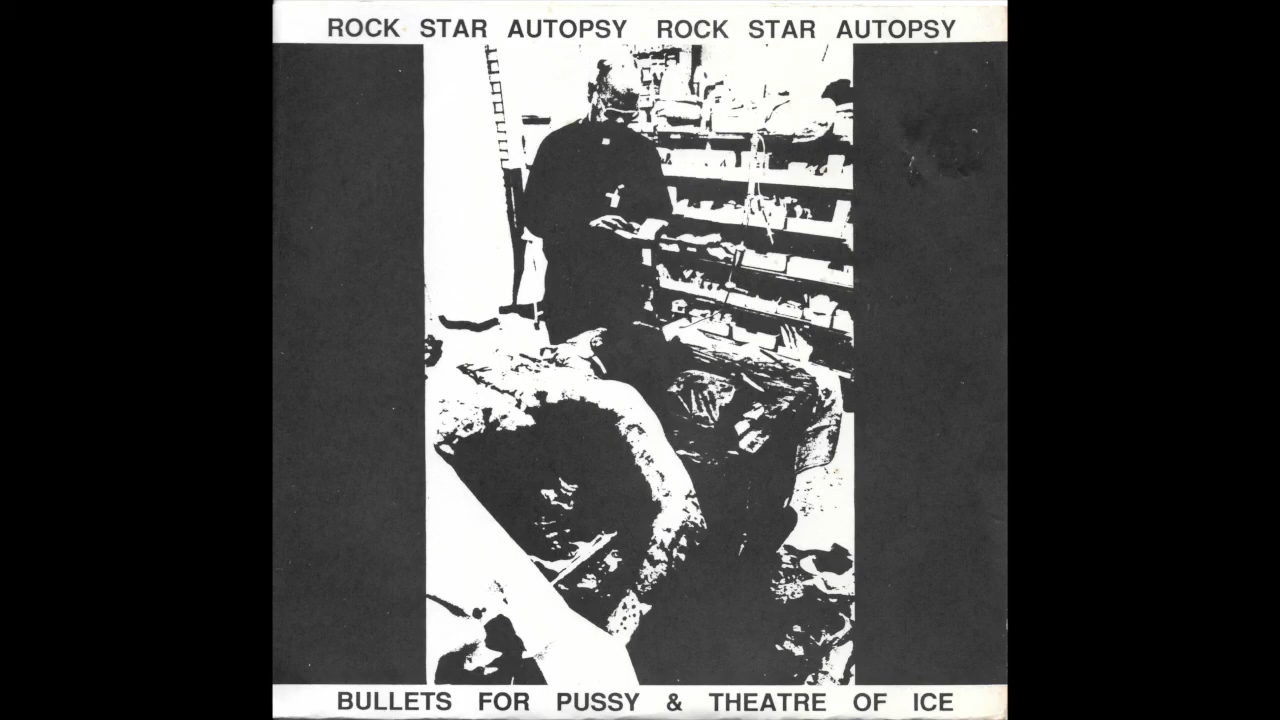 ROCK STAR AUTOPSY ROCK STAR AUTOPSY
BULLETS FOR PUSSY & THEATRE OF ICE